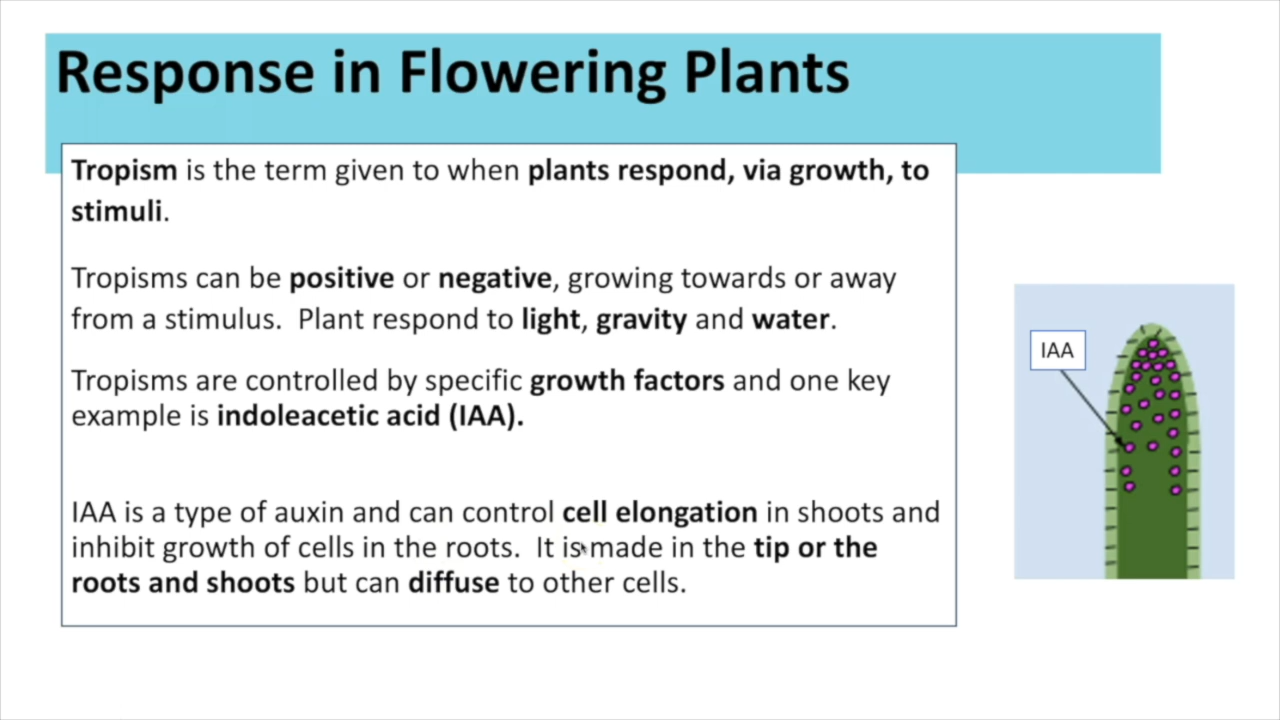 Response in Flowering Plants
Tropism is the term given to when plants respond, via growth, to
stimuli.
Tropisms can be positive or negative, growing towards or away
from a stimulus. Plant respond to light, gravity and water.
Tropisms are controlled by specific growth factors and one key
example is indoleacetic acid (IAA).
IAA is a type of auxin and can control cell elongation in shoots and
inhibit growth of cells in the roots. It is made in the tip or the
roots and shoots but can diffuse to other cells.
IAA